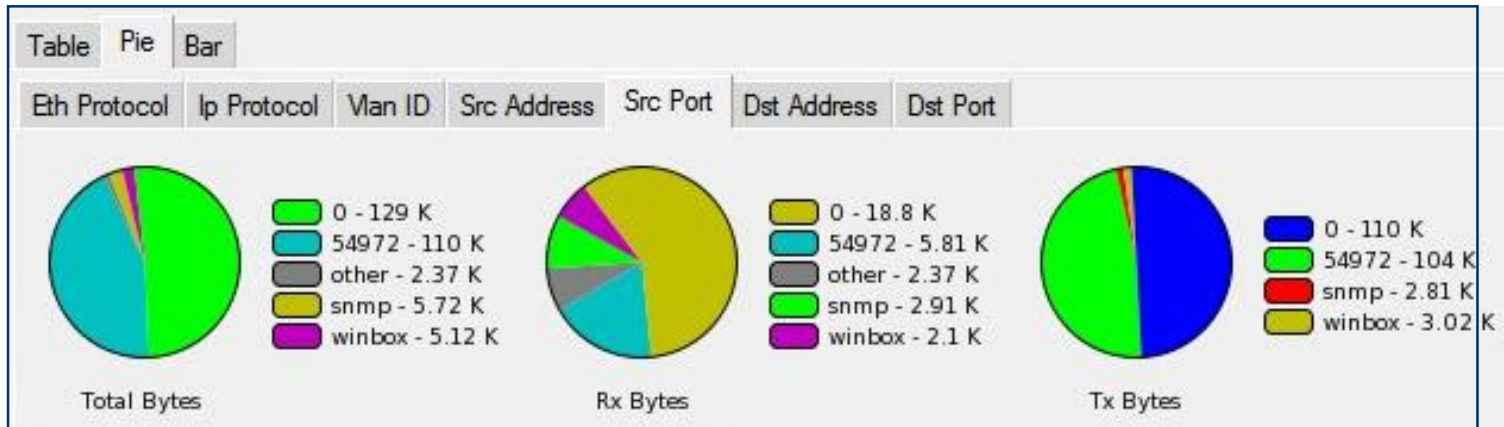 Table Pie Bar
Eth Protocol Ip Protocol Vlan ID Src Address Src Port Dst Address Dst Port
0 - 129 K
54972 - 110 K
other - 2.37 K
snmp - 5.72 K
winbox - 5.12 K
Total Bytes
0 - 18.8 K
54972 - 5.81 K
other - 2.37 K
snmp - 2.91 K
winbox - 2.1 K
Rx Bytes
0 - 110 K
54972 - 104 K
snmp - 2.81 K
winbox - 3.02 K
Tx Bytes